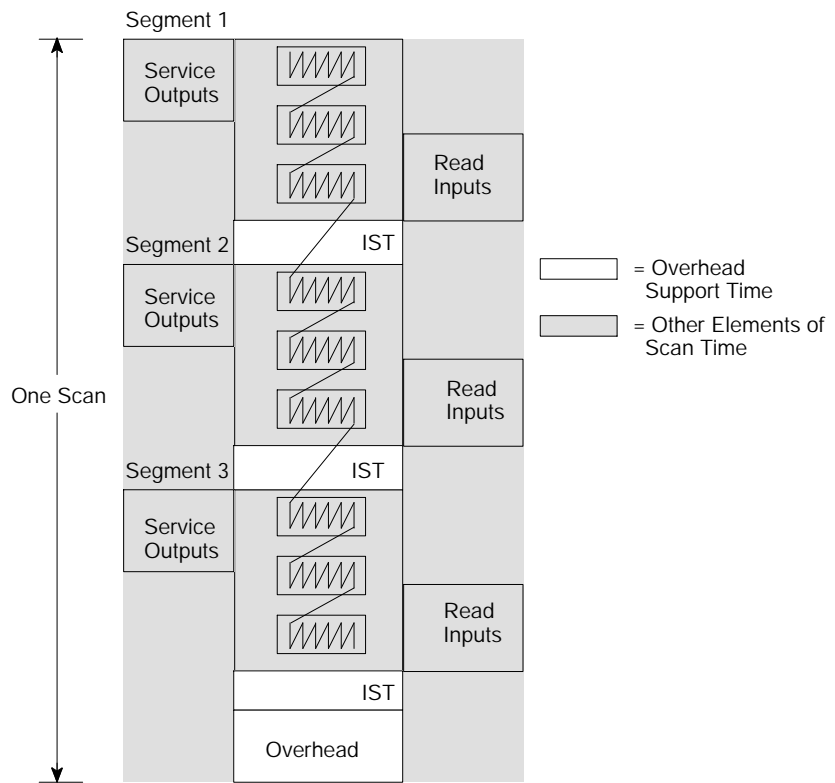 Segment 1
Service
Outputs
Read
Inputs
IST
Segment 2
Service
Outputs
Read
Inputs
IST
Segment 3
Service
Outputs
Read
Inputs
IST
Overhead
One Scan
= Overhead
Support Time
= Other Elements of
Scan Time